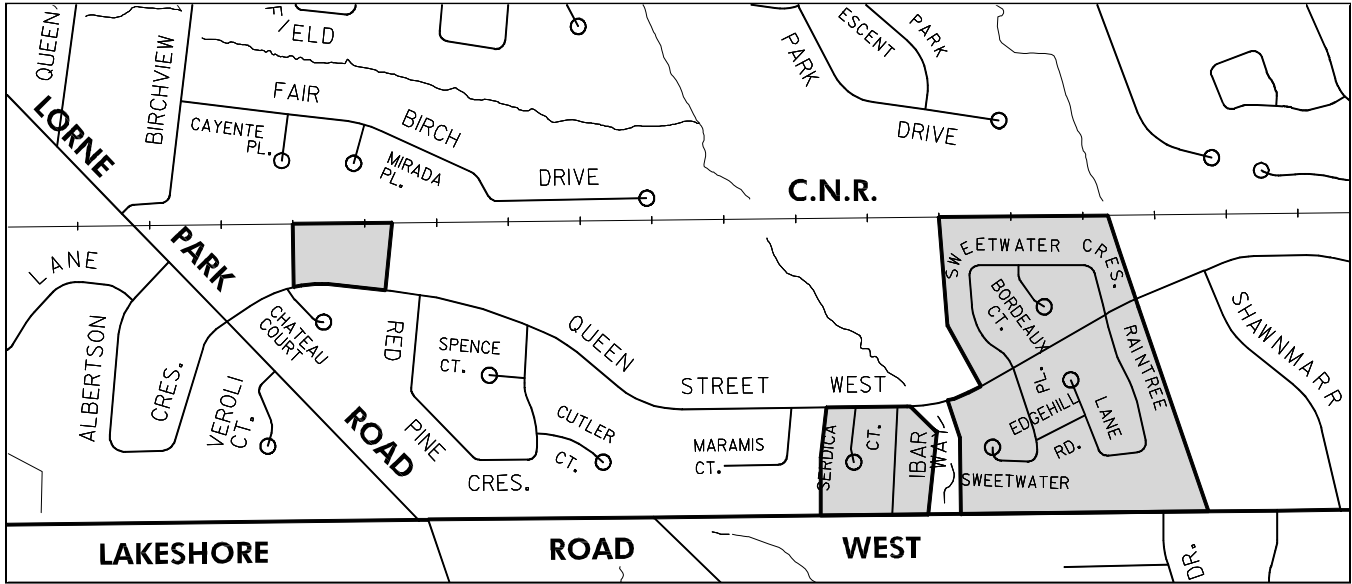 QUEEN
F/ELD
BIRCHVIEW
LORNE
PARK
ROAD
FAIR
BIRCH
DRIVE
CAYENTE
PL.
MIRADA
PL.
PARK
ESCENT
PARK
DRIVE
C.N.R.
LANE
ALBERTSON
CRES.
CHATEAU
COURT
VEROLI
CT.
RED
PINE
CRES.
SPENCE
CT.
CUTLER
CT.
QUEEN
STREET
WEST
MARAMIS
CT.
SERDICA
CT.
IBAR
WAY
SWEETWATER CRES.
BORDEAUX
CT.
PL.
EDGEHILL
LANE
RD.
SWEETWATER
RAINTREE
SHAWNMARR
LAKESHORE
ROAD
WEST
DR.